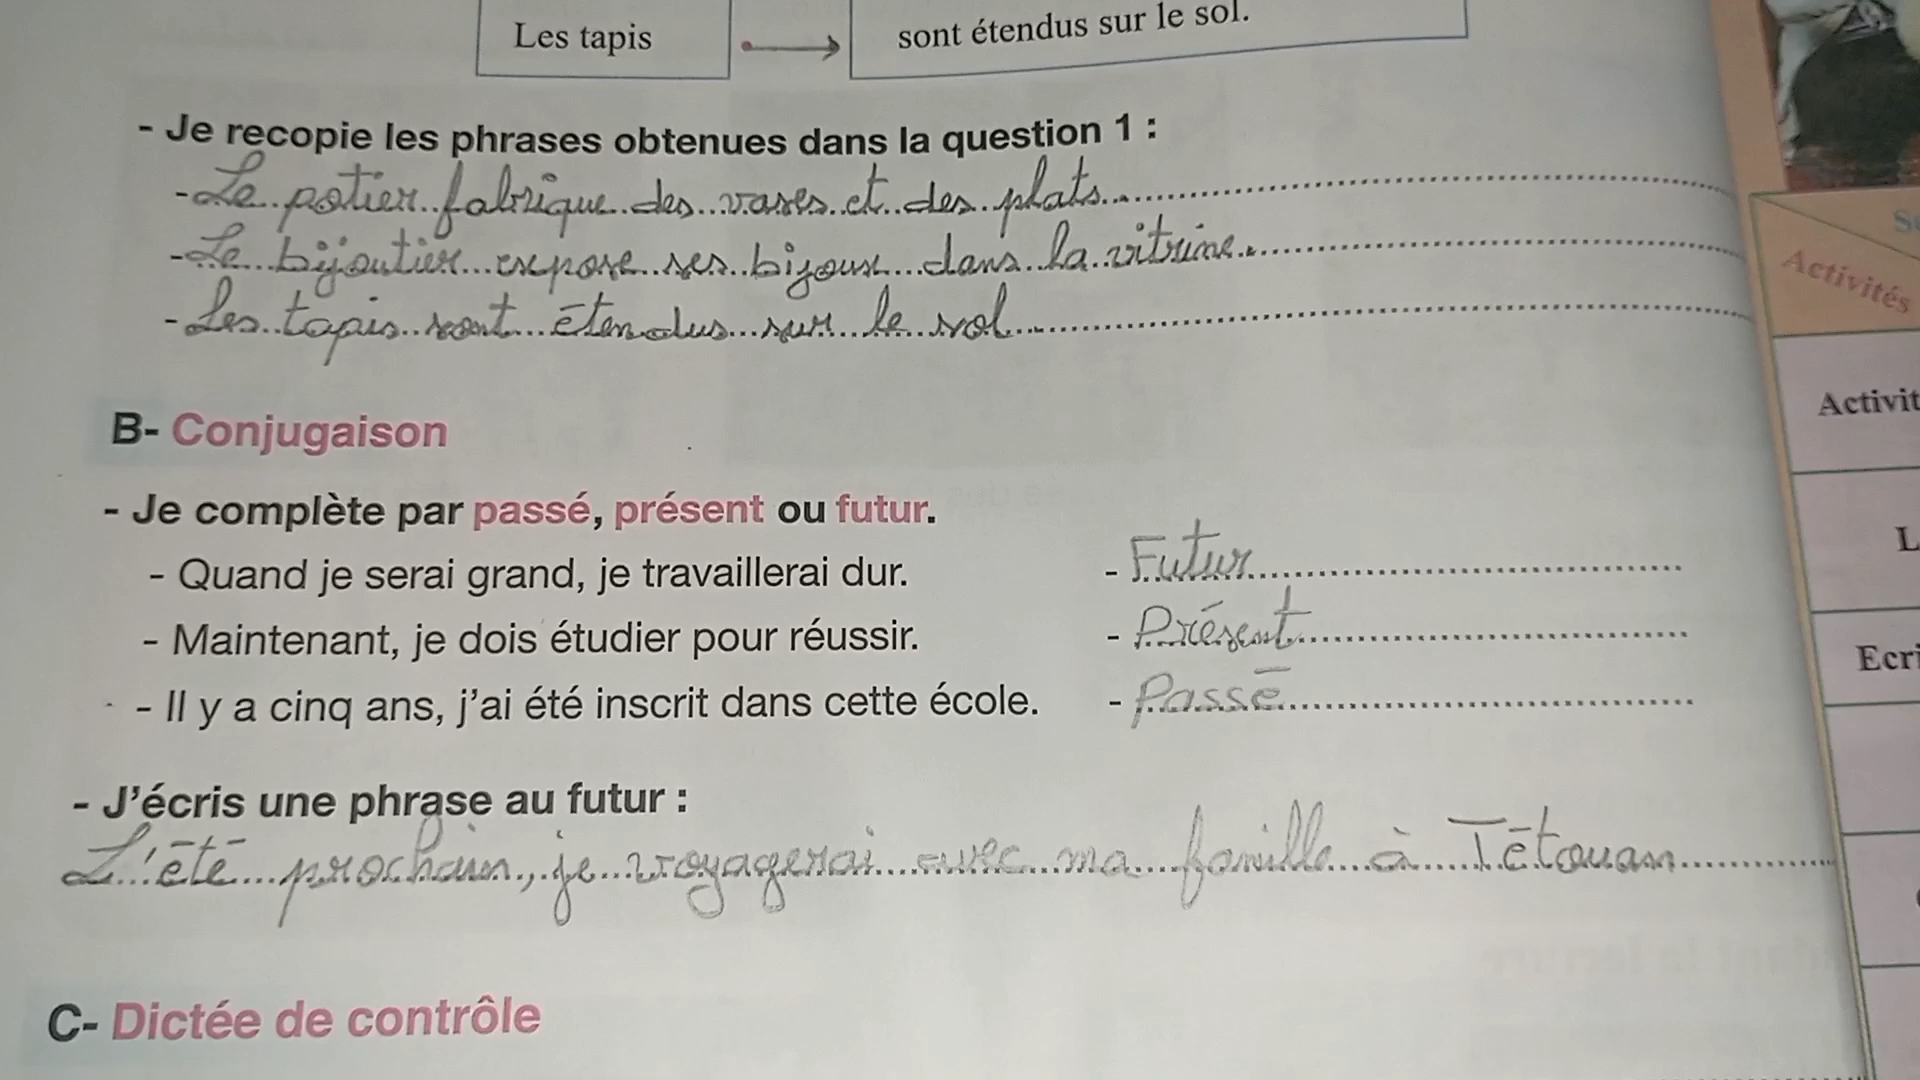 Les tapis
sont étendus sur le sol.
- Je recopie les phrases obtenues dans la question 1 :
- Le potier fabrique des vases et des plats.
- Le bijoutier expose ses bijoux dans la vitrine.
- Les tapis sont étendus sur le sol.
B- Conjugaison
- Je complète par passé, présent ou futur.
- Quand je serai grand, je travaillerai dur.
- Futur
- Maintenant, je dois étudier pour réussir.
- Présent
- Il y a cinq ans, j'ai été inscrit dans cette école.
- Passé
- J'écris une phrase au futur :
L'été prochain, je voyagerai avec ma famille à Tétouan
C- Dictée de contrôle
Activités
Activit
L
Ecri